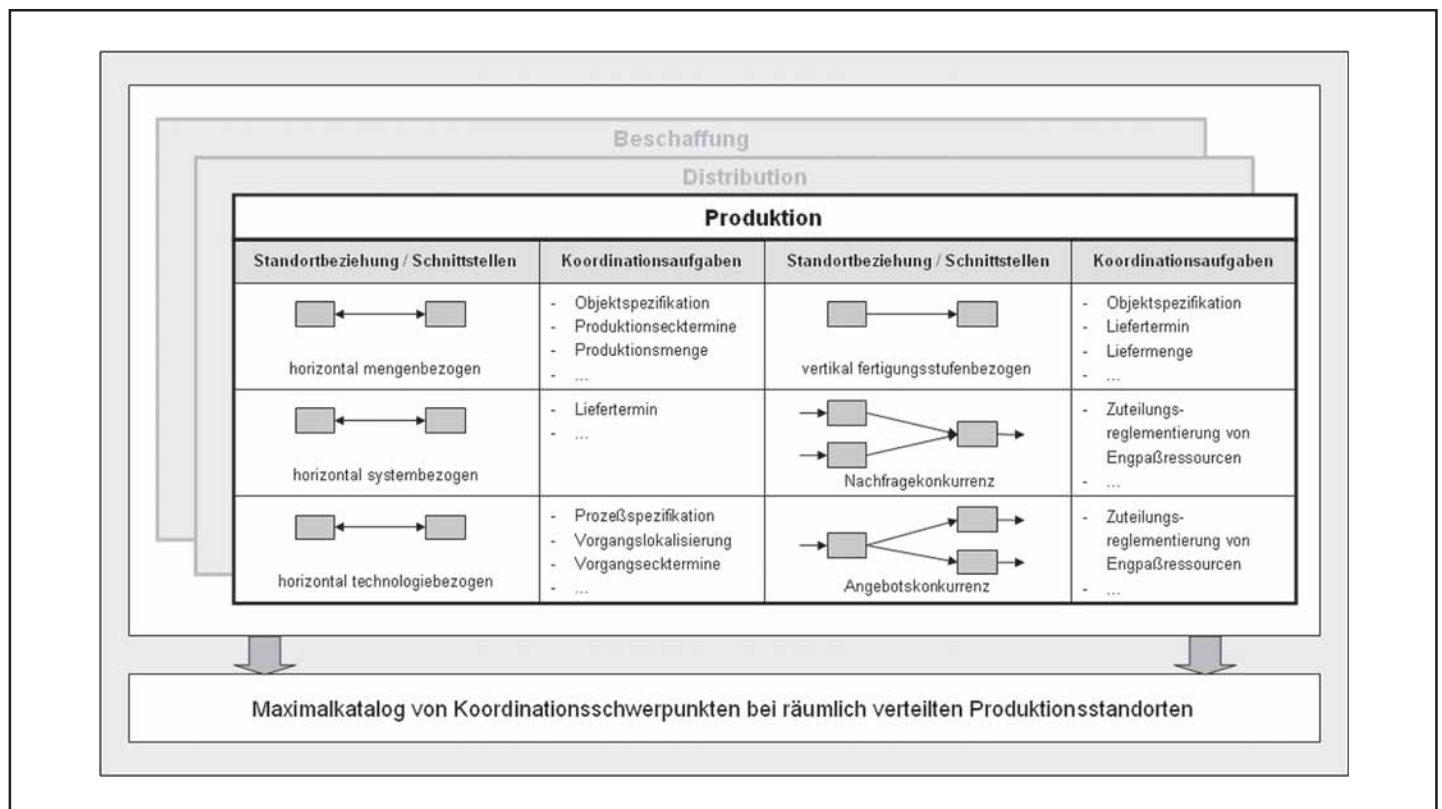 Beschaffung
Distribution
Produktion
Standortbeziehung / Schnittstellen
Koordinationsaufgaben
Standortbeziehung / Schnittstellen
Koordinationsaufgaben
horizontal mengenbezogen
- Objektspezifikation
- Produktionsecktermine
- Produktionsmenge
- ...
vertikal fertigungsstufenbezogen
- Objektspezifikation
- Liefertermin
- Liefermenge
- ...
horizontal systembezogen
- Liefertermin
- ...
Nachfragekonkurrenz
- Zuteilungs-
reglementierung von
Engpaßressourcen
- ...
horizontal technologiebezogen
- Prozeßspezifikation
- Vorgangslokalisierung
- Vorgangsecktermine
- ...
Angebotskonkurrenz
- Zuteilungs-
reglementierung von
Engpaßressourcen
- ...
Maximalkatalog von Koordinationsschwerpunkten bei räumlich verteilten Produktionsstandorten